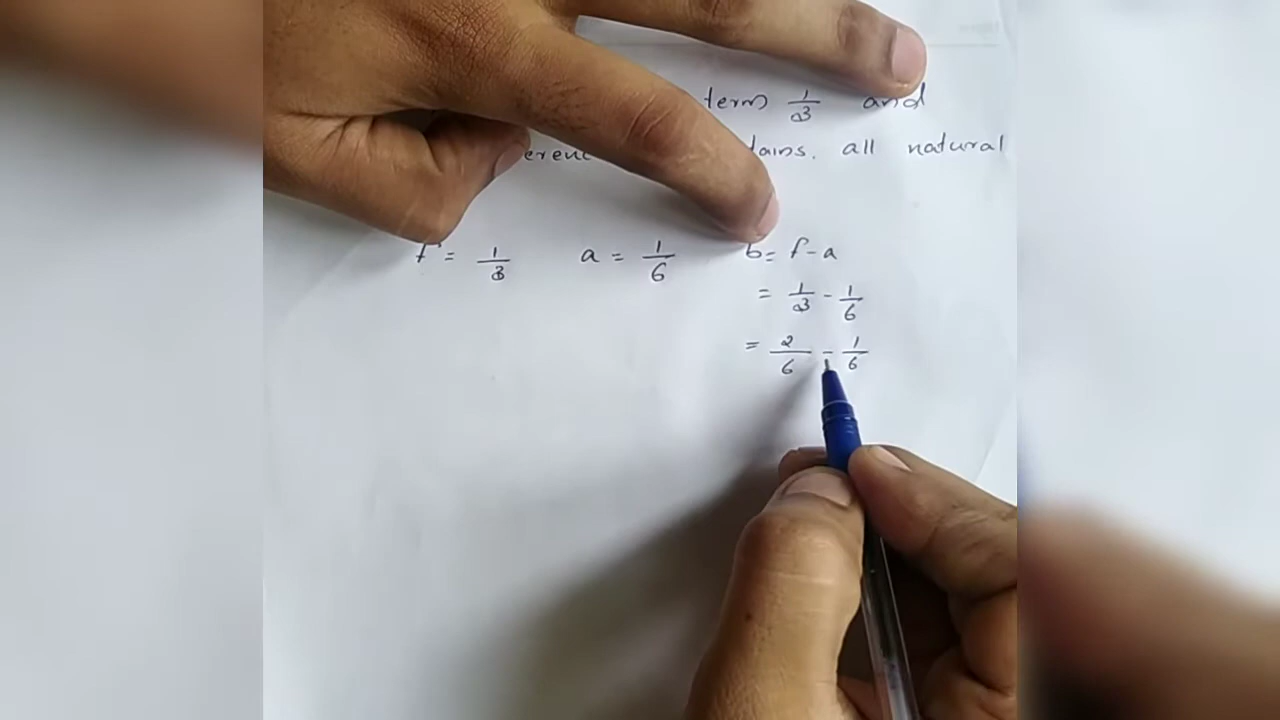 term 1/3 and
tains. all natural
f = 1/3 a = 1/6 b = f - a
= 1/3 - 1/6
= 2/6 - 1/6